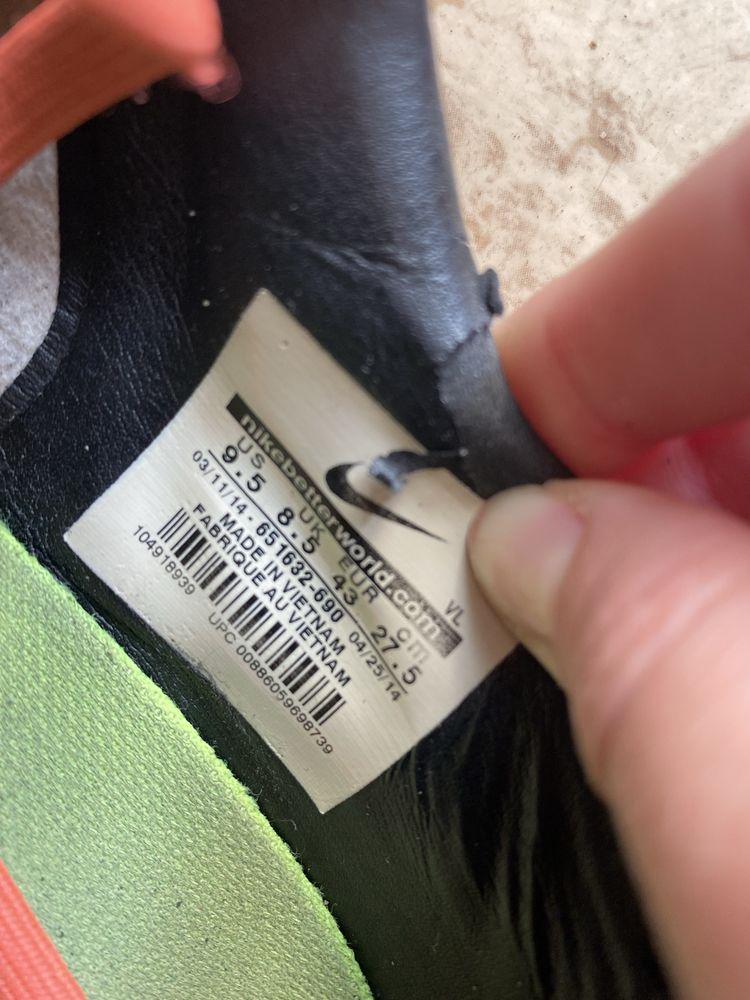 nikebetterworld.com
VL
US UK EUR cm
9.5 8.5 43 27.5
03/11/14 - 651632-690 04/25/14
MADE IN VIETNAM
FABRIQUE AU VIETNAM
104918939 UPC 00886059698739